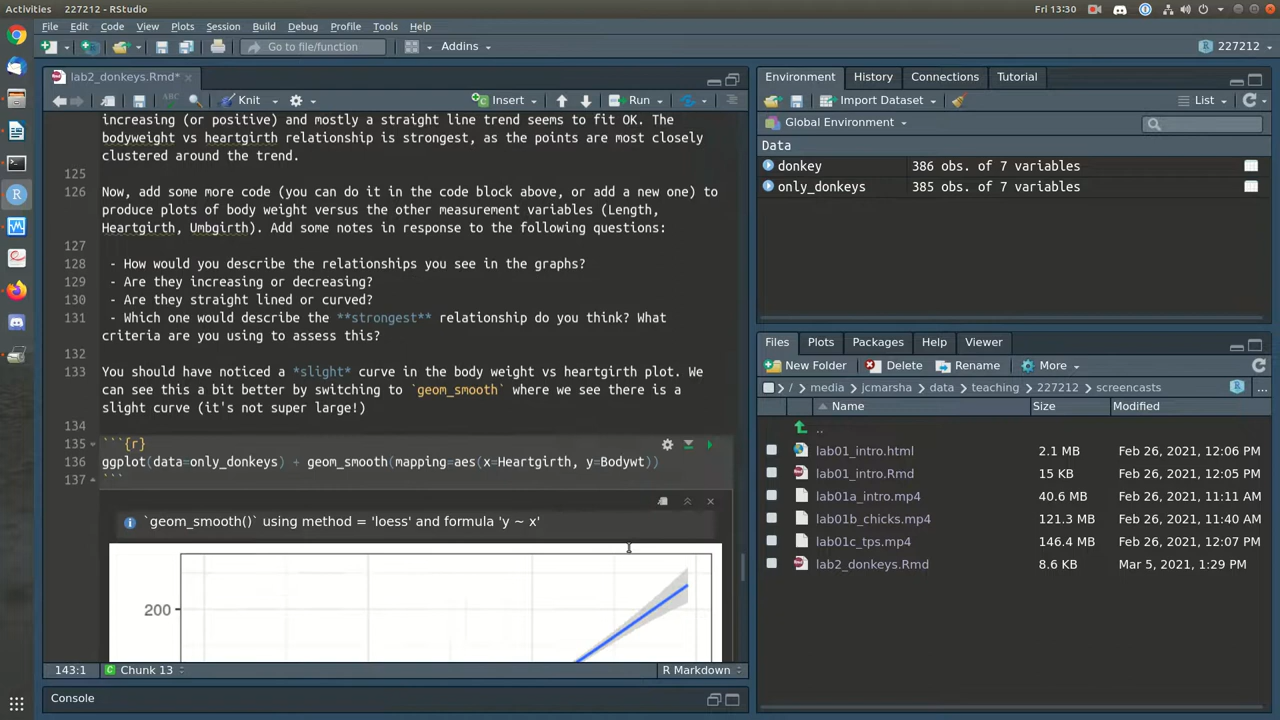 Activities
227212 - RStudio
Fri 13:30
File Edit Code View Plots Session Build Debug Profile Tools Help
Go to file/function
Addins
227212
lab2_donkeys.Rmd*
Knit
Insert
Run
increasing (or positive) and mostly a straight line trend seems to fit OK. The
bodyweight vs heartgirth relationship is strongest, as the points are most closely
clustered around the trend.
125
126 Now, add some more code (you can do it in the code block above, or add a new one) to
produce plots of body weight versus the other measurement variables (Length,
Heartgirth, Umbgirth). Add some notes in response to the following questions:
127
128 - How would you describe the relationships you see in the graphs?
129 - Are they increasing or decreasing?
130 - Are they straight lined or curved?
131 - Which one would describe the **strongest** relationship do you think? What
criteria are you using to assess this?
132
133 You should have noticed a *slight* curve in the body weight vs heartgirth plot. We
can see this a bit better by switching to `geom_smooth` where we see there is a
slight curve (it's not super large!)
134
135 ```{r}
136 ggplot(data=only_donkeys) + geom_smooth(mapping=aes(x=Heartgirth, y=Bodywt))
137 ```
`geom_smooth()` using method = 'loess' and formula 'y ~ x'
200
143:1
Chunk 13
R Markdown
Console
Environment History Connections Tutorial
Import Dataset
List
Global Environment
Data
donkey 386 obs. of 7 variables
only_donkeys 385 obs. of 7 variables
Files Plots Packages Help Viewer
New Folder Delete Rename More
/ media jcmarsha data teaching 227212 screencasts ...
Name Size Modified
..
lab01_intro.html 2.1 MB Feb 26, 2021, 12:06 PM
lab01_intro.Rmd 15 KB Feb 26, 2021, 12:05 PM
lab01a_intro.mp4 40.6 MB Feb 26, 2021, 11:11 AM
lab01b_chicks.mp4 121.3 MB Feb 26, 2021, 11:40 AM
lab01c_tps.mp4 146.4 MB Feb 26, 2021, 12:07 PM
lab2_donkeys.Rmd 8.6 KB Mar 5, 2021, 1:29 PM